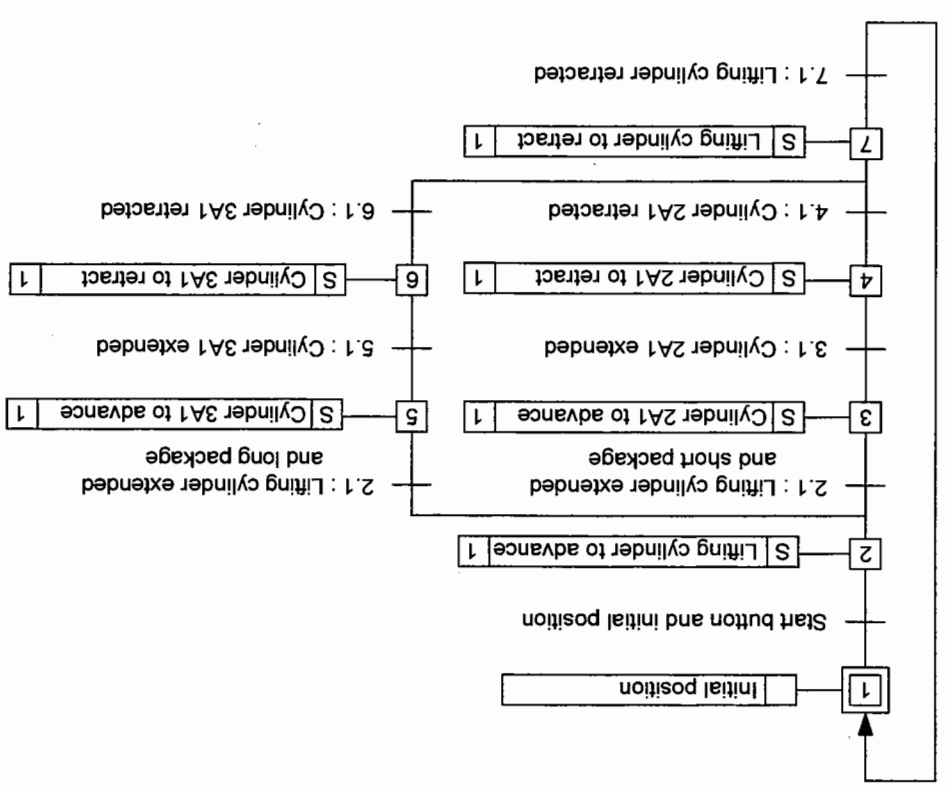 1 Initial position
Start button and initial position
2 S Lifting cylinder to advance 1
2.1 : Lifting cylinder extended
and short package
2.1 : Lifting cylinder extended
and long package
3 S Cylinder 2A1 to advance 1
5 S Cylinder 3A1 to advance 1
3.1 : Cylinder 2A1 extended
5.1 : Cylinder 3A1 extended
4 S Cylinder 2A1 to retract 1
6 S Cylinder 3A1 to retract 1
4.1 : Cylinder 2A1 retracted
6.1 : Cylinder 3A1 retracted
7 S Lifting cylinder to retract 1
7.1 : Lifting cylinder retracted